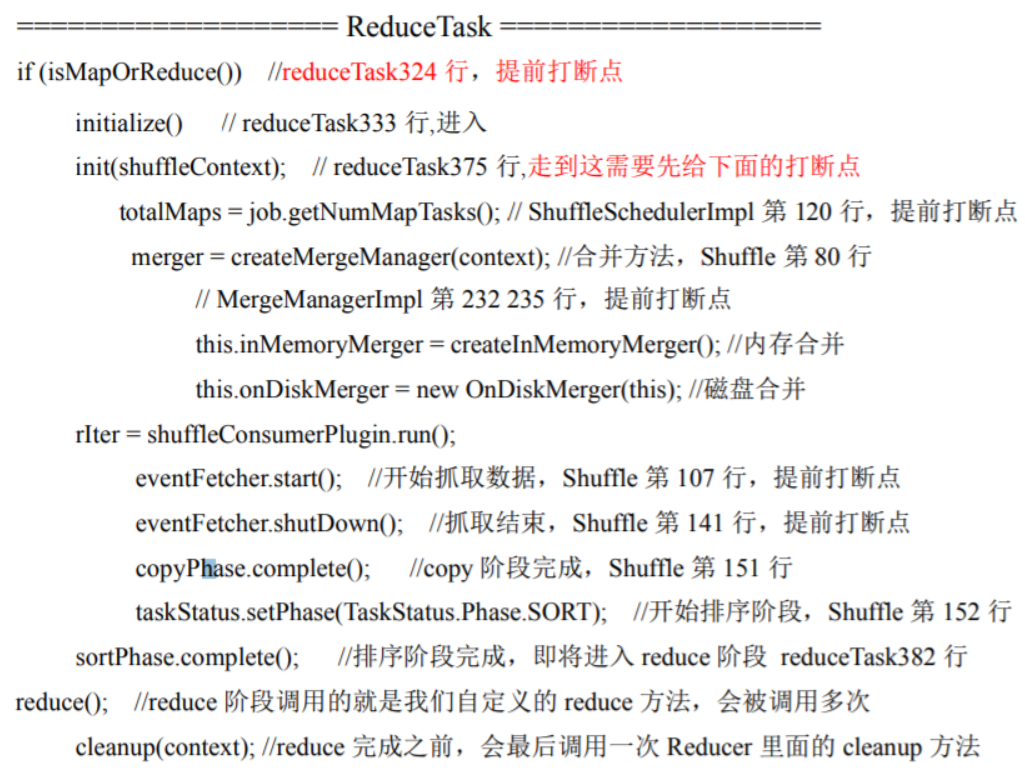 =================== ReduceTask ===================
if (isMapOrReduce()) //reduceTask324 行，提前打断点
initialize() // reduceTask333 行,进入
init(shuffleContext); // reduceTask375 行,走到这需要先给下面的打断点
totalMaps = job.getNumMapTasks(); // ShuffleSchedulerImpl 第 120 行，提前打断点
merger = createMergeManager(context); //合并方法，Shuffle 第 80 行
// MergeManagerImpl 第 232 235 行，提前打断点
this.inMemoryMerger = createInMemoryMerger(); //内存合并
this.onDiskMerger = new OnDiskMerger(this); //磁盘合并
rIter = shuffleConsumerPlugin.run();
eventFetcher.start(); //开始抓取数据，Shuffle 第 107 行，提前打断点
eventFetcher.shutDown(); //抓取结束，Shuffle 第 141 行，提前打断点
copyPhase.complete(); //copy 阶段完成，Shuffle 第 151 行
taskStatus.setPhase(TaskStatus.Phase.SORT); //开始排序阶段，Shuffle 第 152 行
sortPhase.complete(); //排序阶段完成，即将进入 reduce 阶段 reduceTask382 行
reduce(); //reduce 阶段调用的就是我们自定义的 reduce 方法，会被调用多次
cleanup(context); //reduce 完成之前，会最后调用一次 Reducer 里面的 cleanup 方法